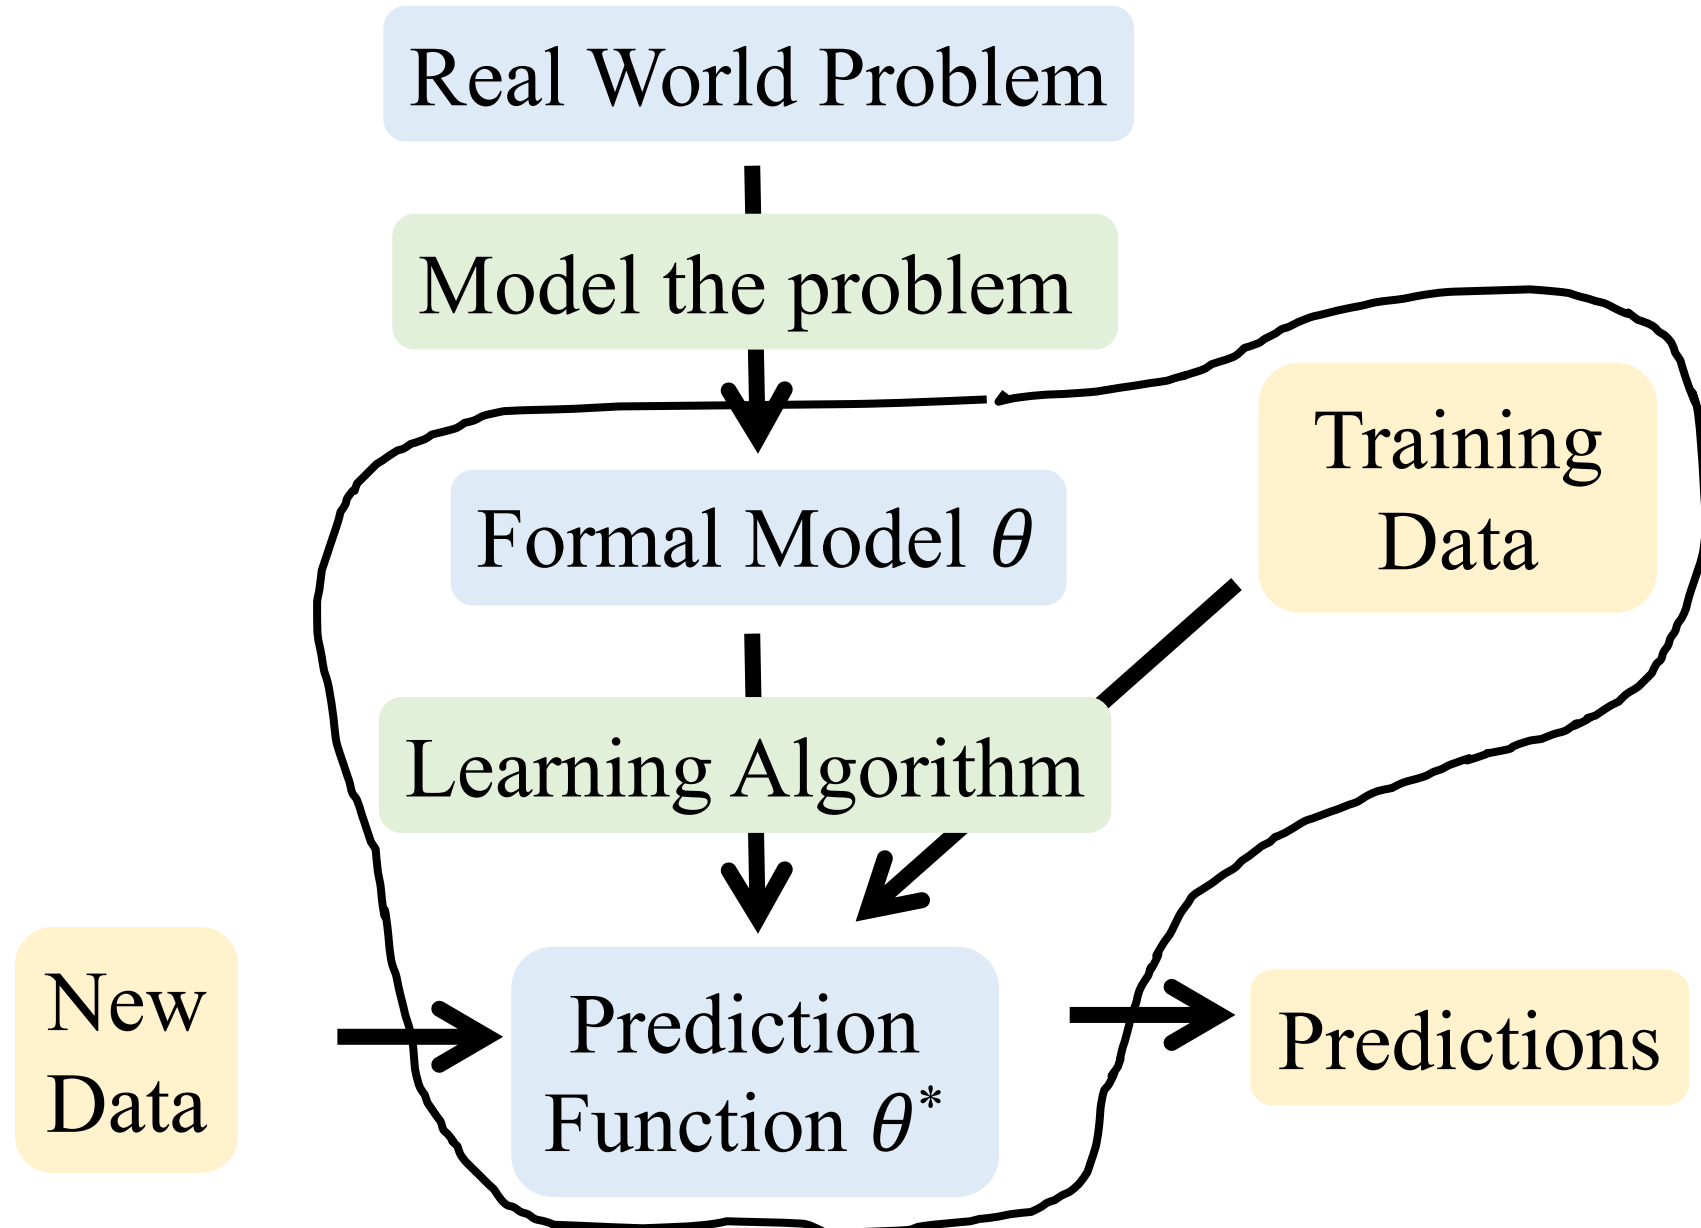 Real World Problem
Model the problem
Training
Data
Formal Model θ
Learning Algorithm
New
Data
Prediction
Function θ*
Predictions